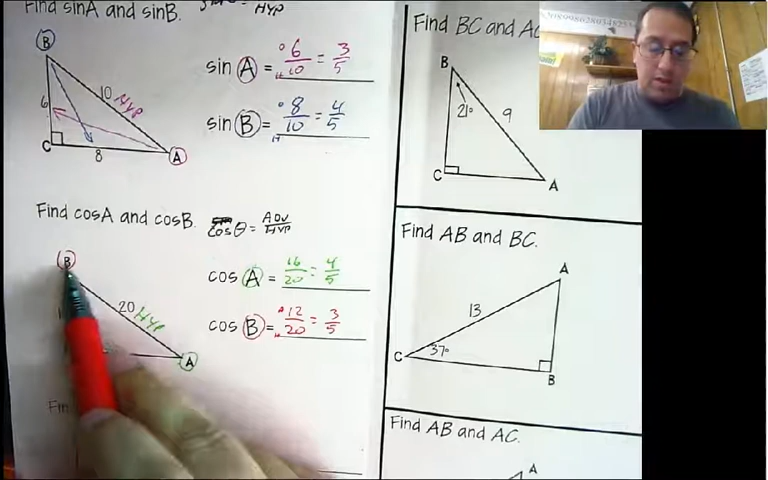 Find sinA and sinB.
HYP
B
10 HYP
6
C
8
A
sin A = O 6 / H 10 = 3/5
sin B = O 8 / H 10 = 4/5
Find cosA and cosB.
cos θ = ADJ/HYP
B
20 HYP
A
cos A = 16/20 = 4/5
cos B = A 12 / H 20 = 3/5
Find BC and AC
B
21°
9
C
A
Find AB and BC.
A
13
C
37°
B
Find AB and AC.
A